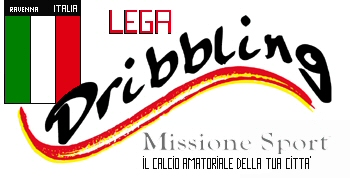 RAVENNA ITALIA
LEGA
Dribbling
Missione Sport
IL CALCIO AMATORIALE DELLA TUA CITTA'